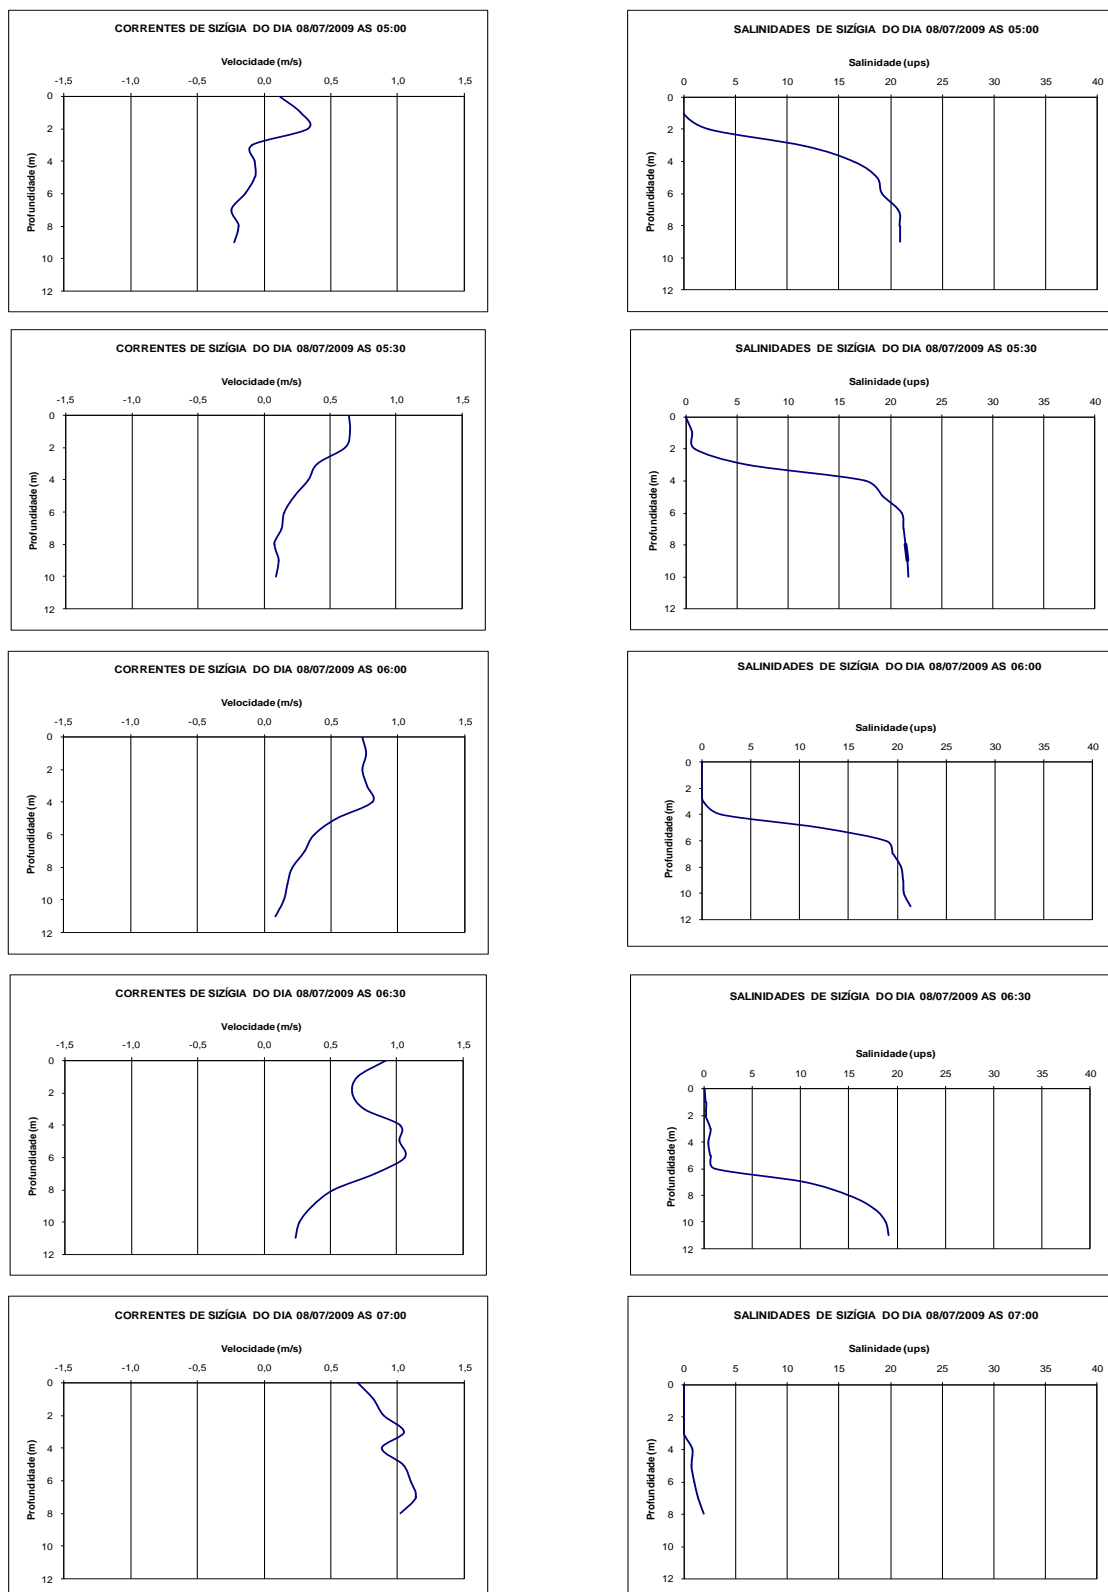 CORRENTES DE SIZÍGIA DO DIA 08/07/2009 AS 05:00
Velocidade (m/s)
-1,5 -1,0 -0,5 0,0 0,5 1,0 1,5
0
2
4
6
8
10
12
Profundidade (m)
SALINIDADES DE SIZÍGIA DO DIA 08/07/2009 AS 05:00
Salinidade (ups)
0 5 10 15 20 25 30 35 40
0
2
4
6
8
10
12
Profundidade (m)
CORRENTES DE SIZÍGIA DO DIA 08/07/2009 AS 05:30
Velocidade (m/s)
-1,5 -1,0 -0,5 0,0 0,5 1,0 1,5
0
2
4
6
8
10
12
Profundidade (m)
SALINIDADES DE SIZÍGIA DO DIA 08/07/2009 AS 05:30
Salinidade (ups)
0 5 10 15 20 25 30 35 40
0
2
4
6
8
10
12
Profundidade (m)
CORRENTES DE SIZÍGIA DO DIA 08/07/2009 AS 06:00
Velocidade (m/s)
-1,5 -1,0 -0,5 0,0 0,5 1,0 1,5
0
2
4
6
8
10
12
Profundidade (m)
SALINIDADES DE SIZÍGIA DO DIA 08/07/2009 AS 06:00
Salinidade (ups)
0 5 10 15 20 25 30 35 40
0
2
4
6
8
10
12
Profundidade (m)
CORRENTES DE SIZÍGIA DO DIA 08/07/2009 AS 06:30
Velocidade (m/s)
-1,5 -1,0 -0,5 0,0 0,5 1,0 1,5
0
2
4
6
8
10
12
Profundidade (m)
SALINIDADES DE SIZÍGIA DO DIA 08/07/2009 AS 06:30
Salinidade (ups)
0 5 10 15 20 25 30 35 40
0
2
4
6
8
10
12
Profundidade (m)
CORRENTES DE SIZÍGIA DO DIA 08/07/2009 AS 07:00
Velocidade (m/s)
-1,5 -1,0 -0,5 0,0 0,5 1,0 1,5
0
2
4
6
8
10
12
Profundidade (m)
SALINIDADES DE SIZÍGIA DO DIA 08/07/2009 AS 07:00
Salinidade (ups)
0 5 10 15 20 25 30 35 40
0
2
4
6
8
10
12
Profundidade (m)